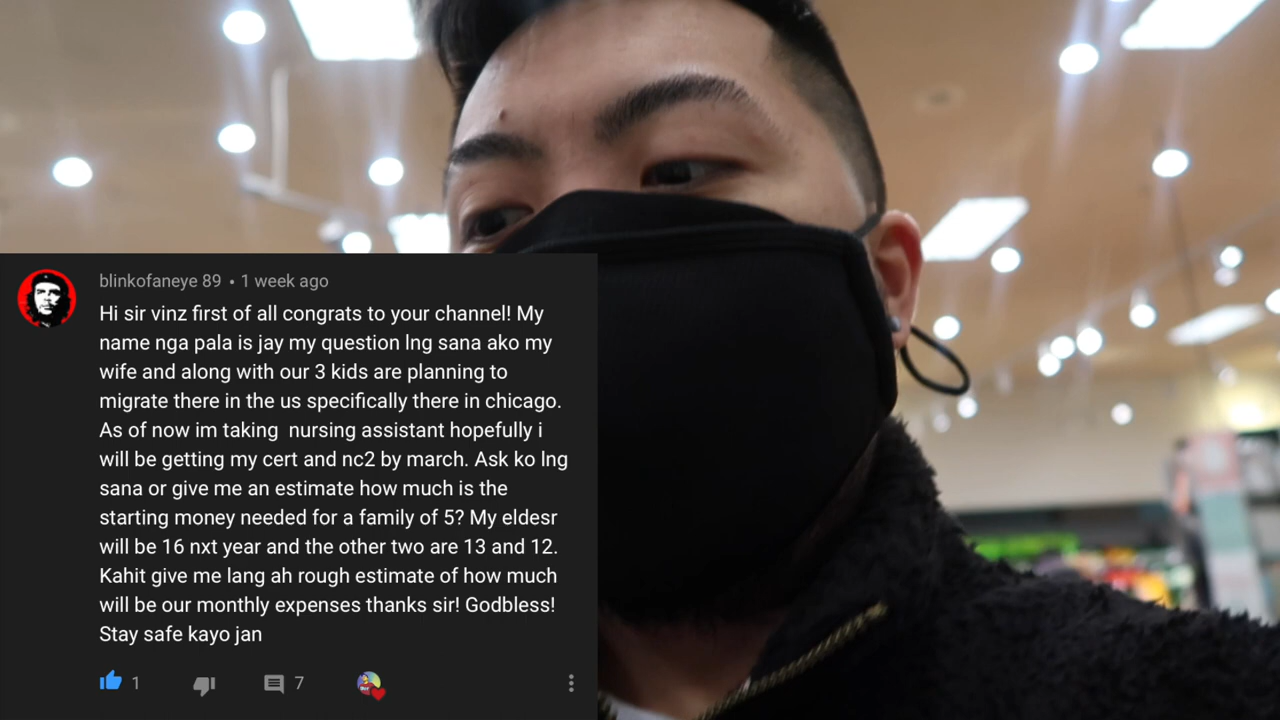 blinkofaneye 89 • 1 week ago
Hi sir vinz first of all congrats to your channel! My
name nga pala is jay my question lng sana ako my
wife and along with our 3 kids are planning to
migrate there in the us specifically there in chicago.
As of now im taking  nursing assistant hopefully i
will be getting my cert and nc2 by march. Ask ko lng
sana or give me an estimate how much is the
starting money needed for a family of 5? My eldesr
will be 16 nxt year and the other two are 13 and 12.
Kahit give me lang ah rough estimate of how much
will be our monthly expenses thanks sir! Godbless!
Stay safe kayo jan
1
7